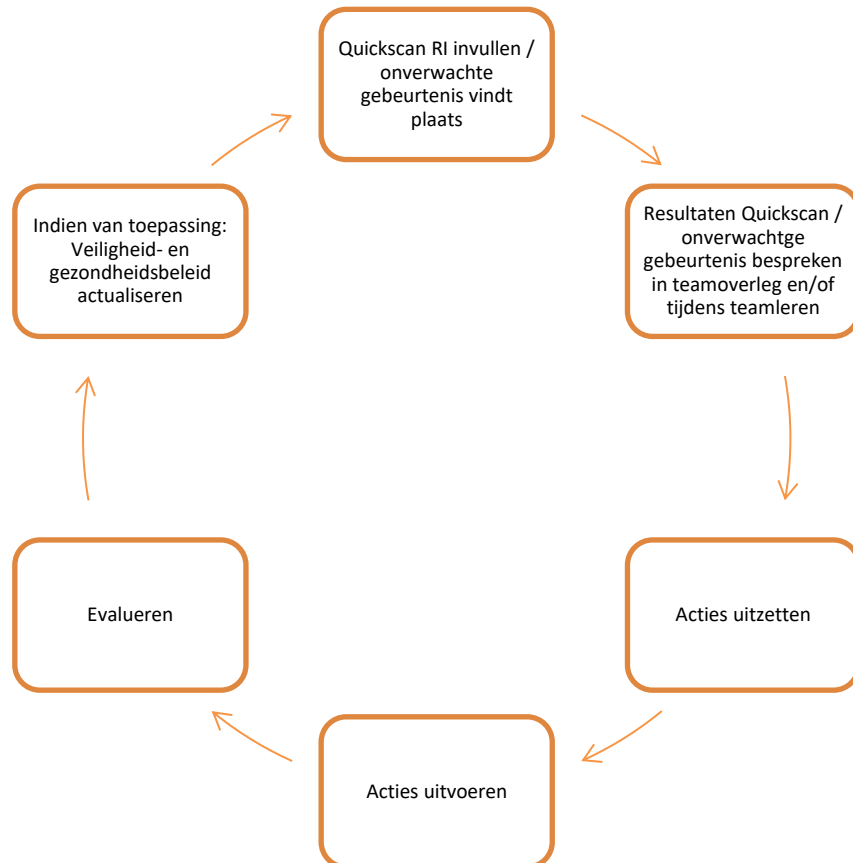 Quickscan RI invullen /
onverwachte
gebeurtenis vindt
plaats
Resultaten Quickscan /
onverwachtge
gebeurtenis bespreken
in teamoverleg en/of
tijdens teamleren
Acties uitzetten
Acties uitvoeren
Evalueren
Indien van toepassing:
Veiligheid- en
gezondheidsbeleid
actualiseren